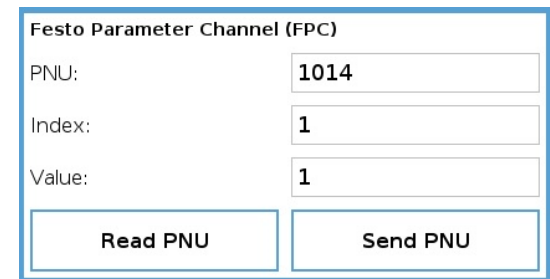 Festo Parameter Channel (FPC)
PNU: 1014
Index: 1
Value: 1
Read PNU Send PNU